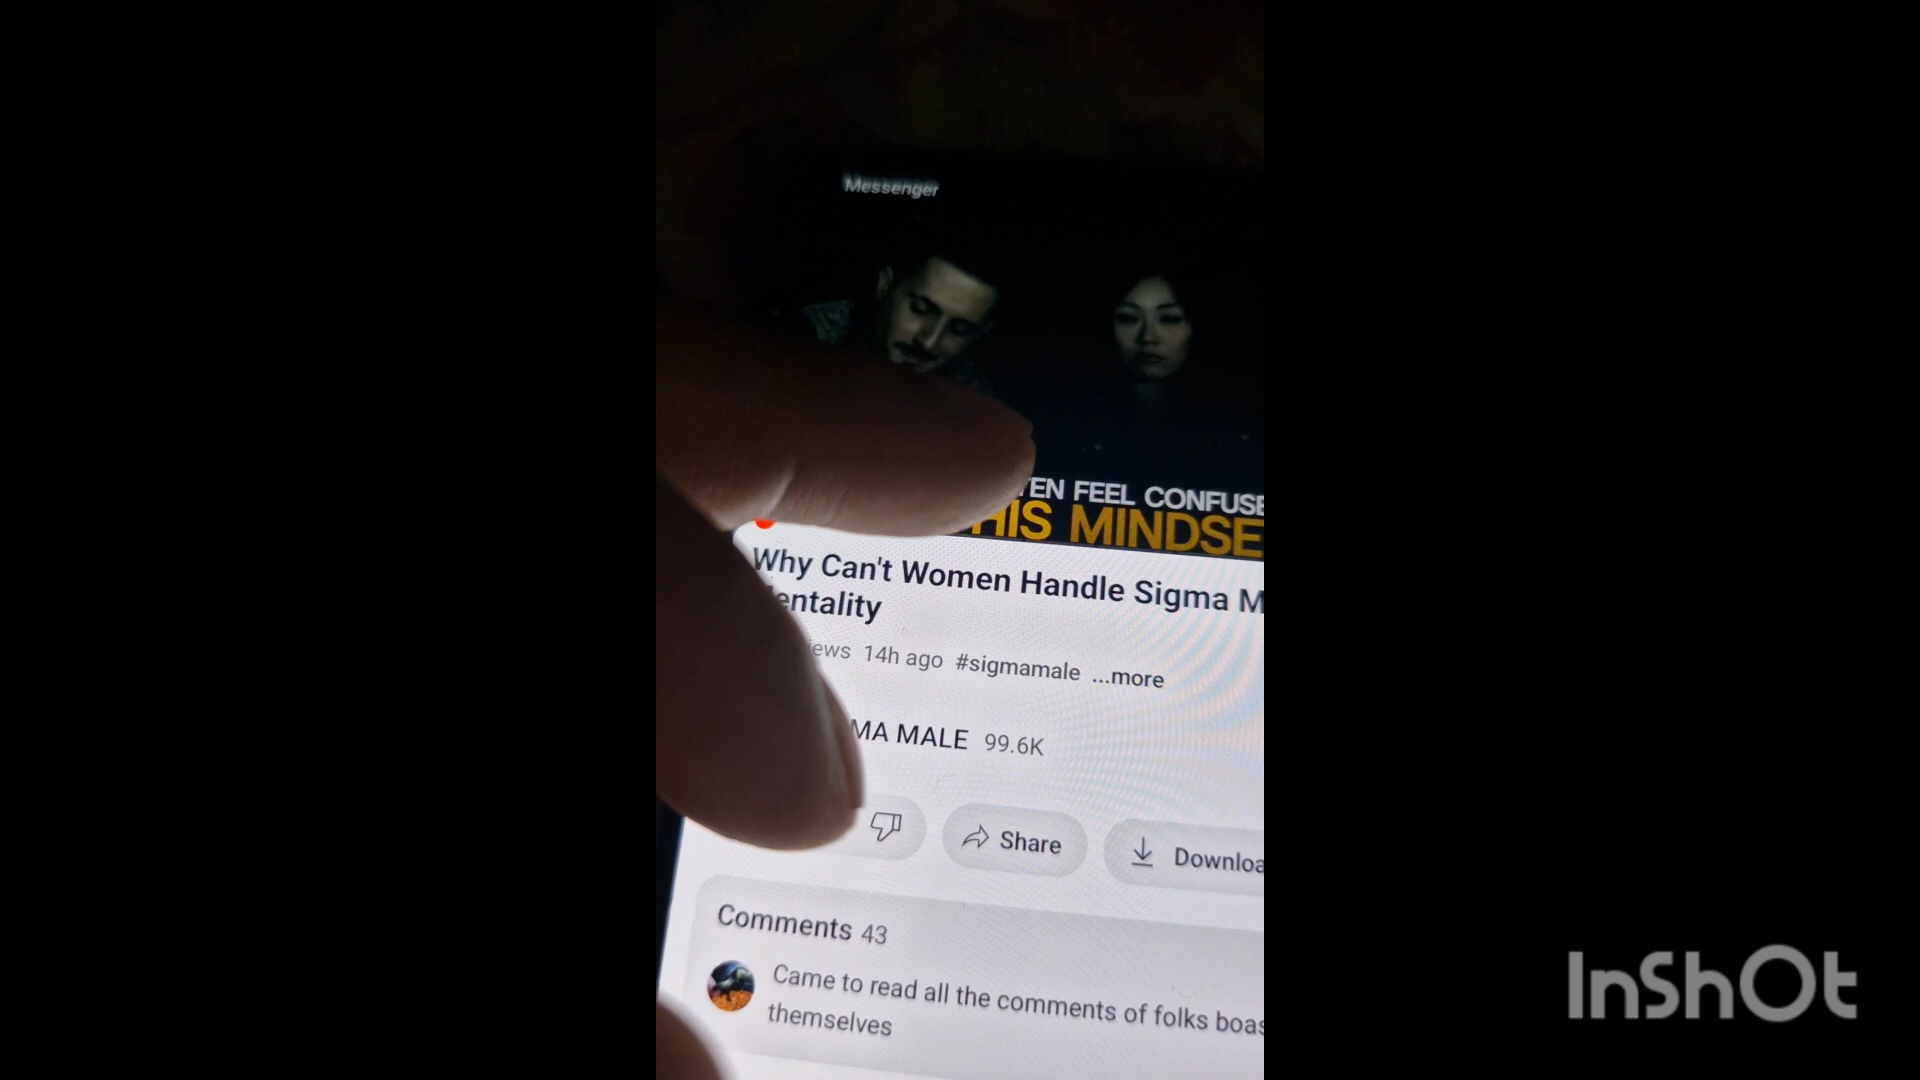 Messenger
TEN FEEL CONFUSE
HIS MINDSE
Why Can't Women Handle Sigma M
entality
iews 14h ago #sigmamale ...more
MA MALE 99.6K
Share
Downloa
Comments 43
Came to read all the comments of folks boas
themselves
InShOt